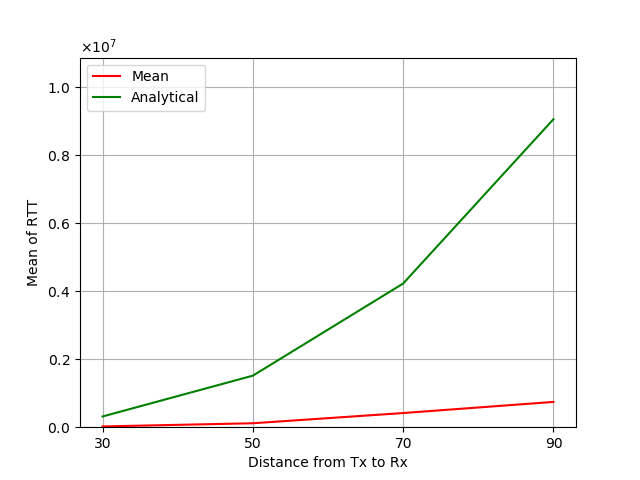 ×10⁷
Mean
Analytical
1.0
0.8
0.6
0.4
0.2
0.0
Mean of RTT
30 50 70 90
Distance from Tx to Rx